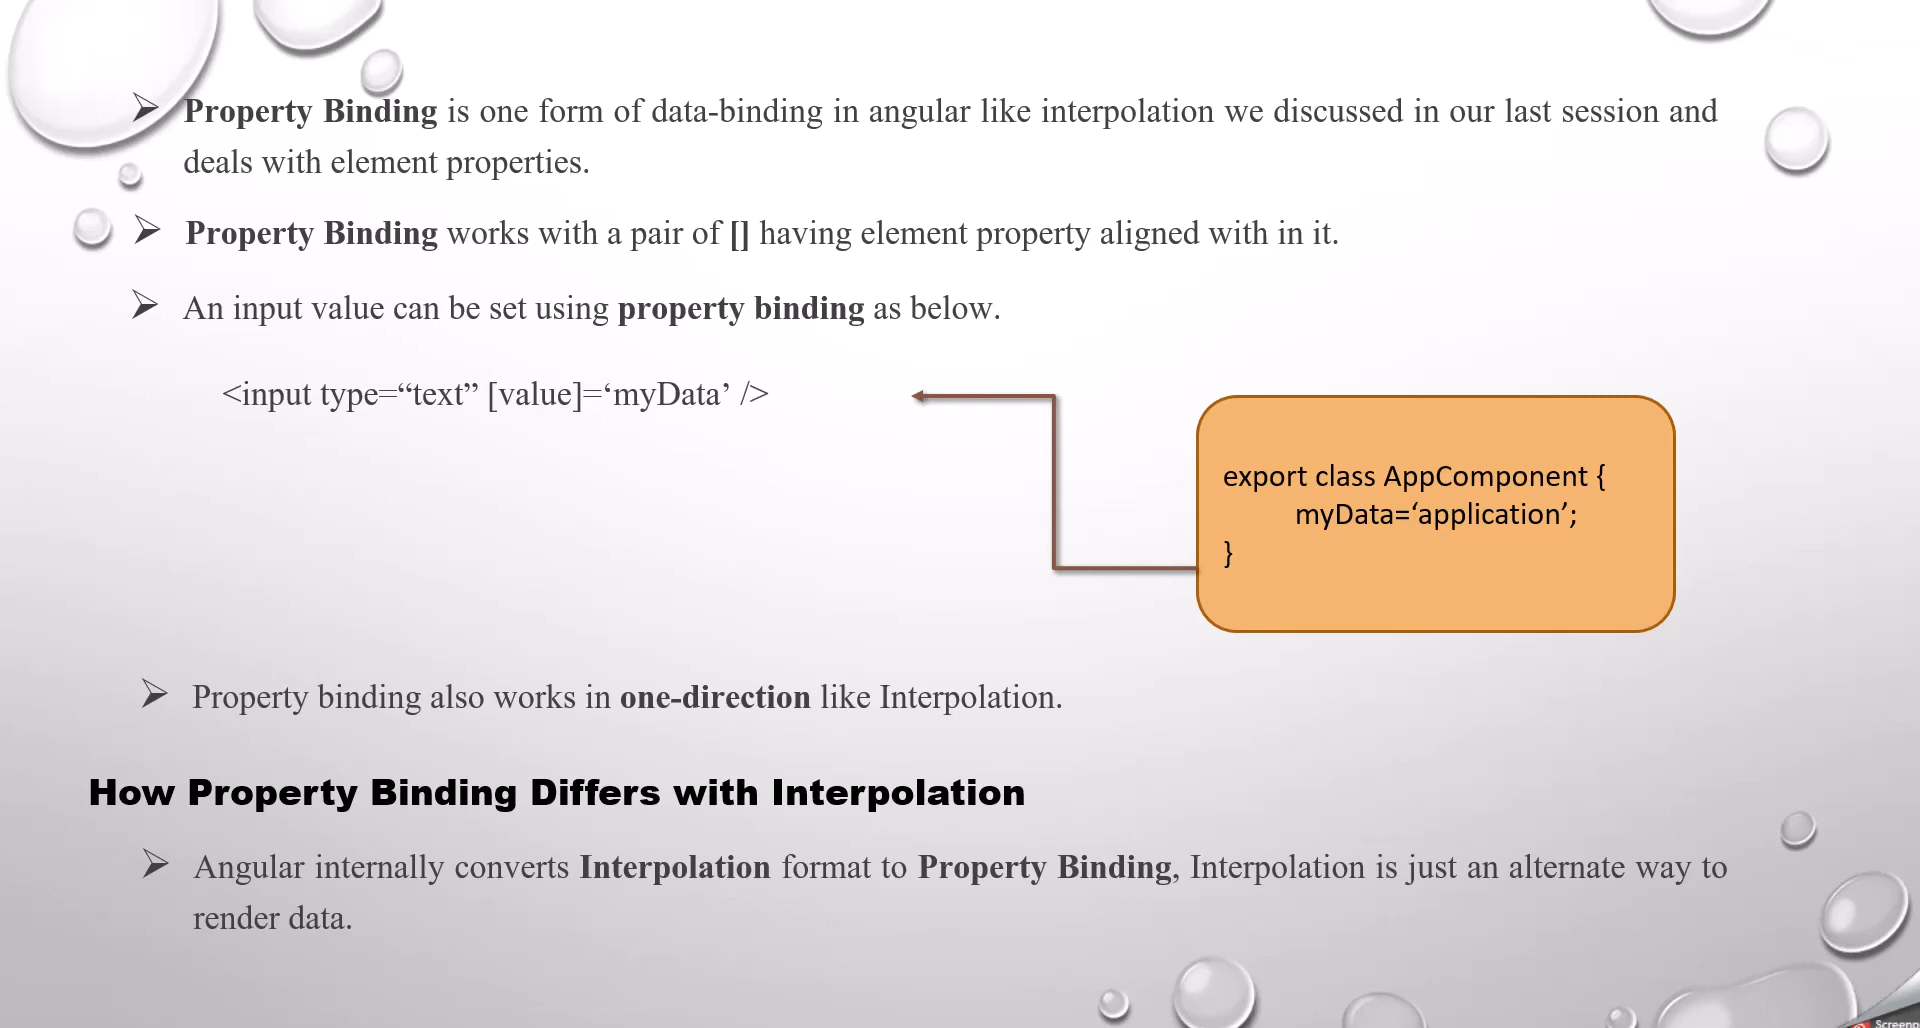 Property Binding is one form of data-binding in angular like interpolation we discussed in our last session and
deals with element properties.
Property Binding works with a pair of [] having element property aligned with in it.
An input value can be set using property binding as below.
<input type=“text” [value]=‘myData’ />
export class AppComponent {
myData=‘application’;
}
Property binding also works in one-direction like Interpolation.
How Property Binding Differs with Interpolation
Angular internally converts Interpolation format to Property Binding, Interpolation is just an alternate way to
render data.